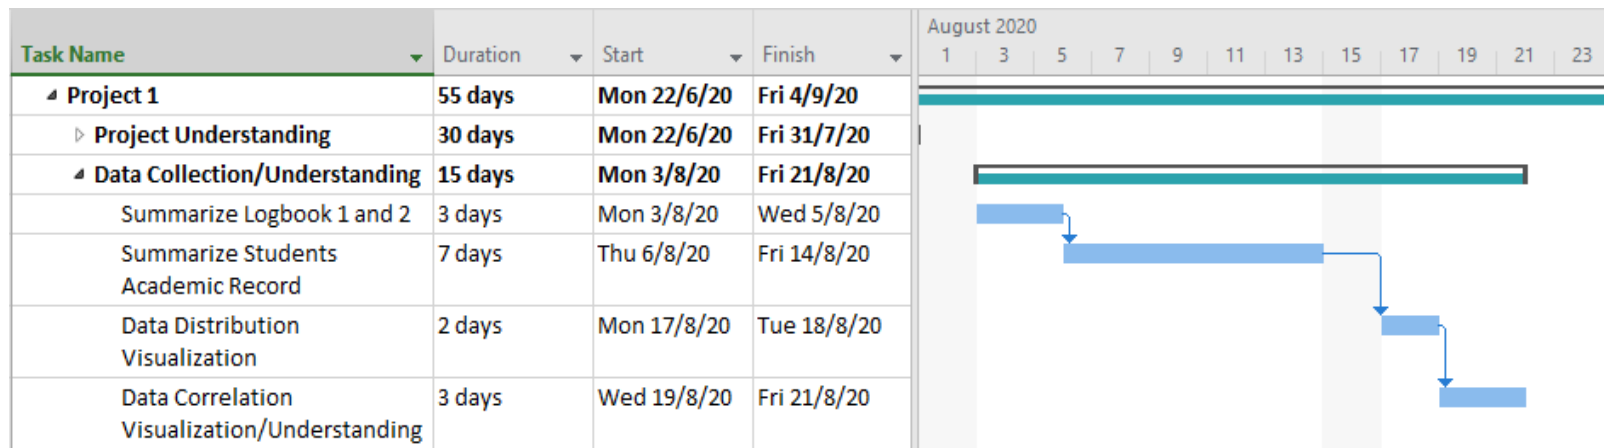 August 2020
Task Name Duration Start Finish 1 3 5 7 9 11 13 15 17 19 21 23
Project 1 55 days Mon 22/6/20 Fri 4/9/20
Project Understanding 30 days Mon 22/6/20 Fri 31/7/20
Data Collection/Understanding 15 days Mon 3/8/20 Fri 21/8/20
Summarize Logbook 1 and 2 3 days Mon 3/8/20 Wed 5/8/20
Summarize Students 7 days Thu 6/8/20 Fri 14/8/20
Academic Record
Data Distribution 2 days Mon 17/8/20 Tue 18/8/20
Visualization
Data Correlation 3 days Wed 19/8/20 Fri 21/8/20
Visualization/Understanding